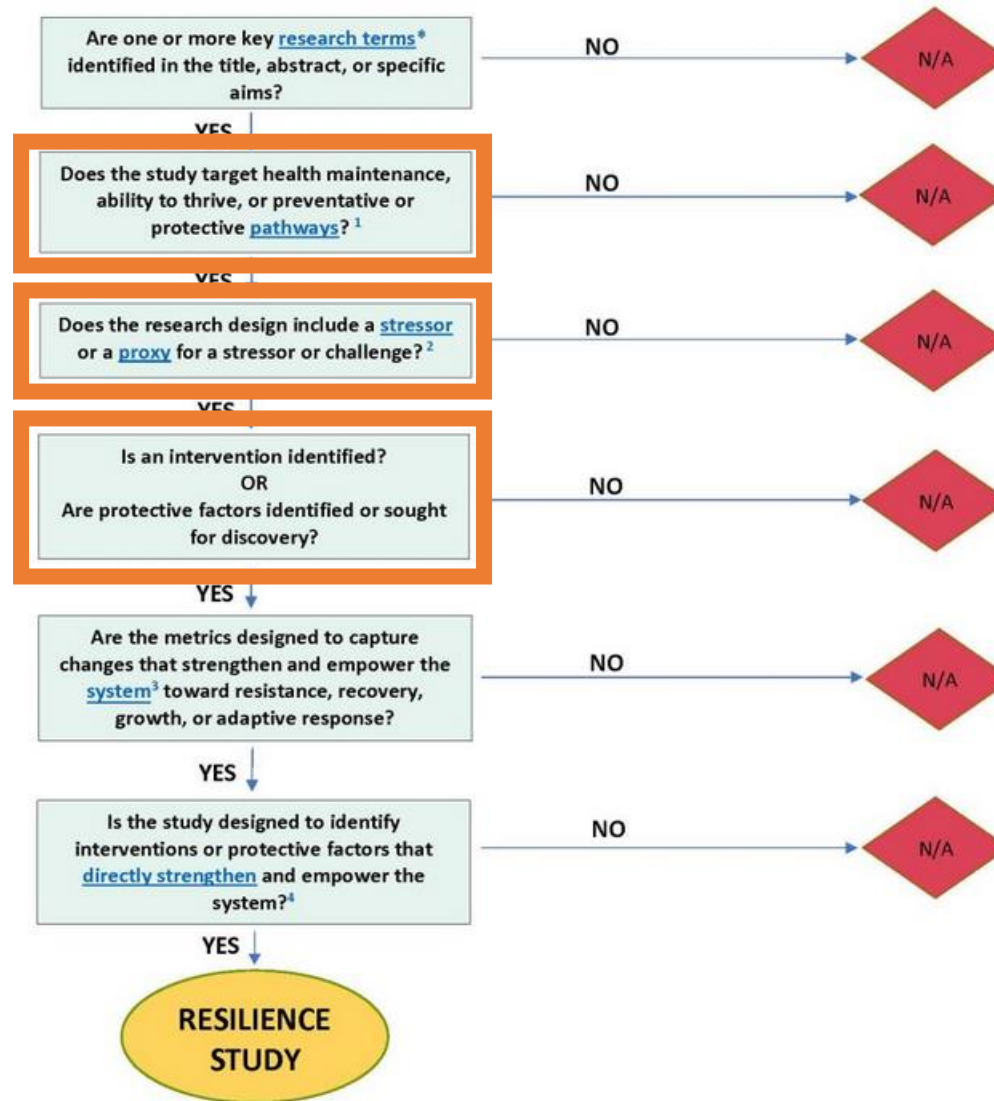 Are one or more key research terms*
identified in the title, abstract, or specific
aims?
NO
N/A
YES
Does the study target health maintenance,
ability to thrive, or preventative or
protective pathways? 1
NO
N/A
YES
Does the research design include a stressor
or a proxy for a stressor or challenge? 2
NO
N/A
YES
Is an intervention identified?
OR
Are protective factors identified or sought
for discovery?
NO
N/A
YES
Are the metrics designed to capture
changes that strengthen and empower the
system3 toward resistance, recovery,
growth, or adaptive response?
NO
N/A
YES
Is the study designed to identify
interventions or protective factors that
directly strengthen and empower the
system?4
NO
N/A
YES
RESILIENCE
STUDY